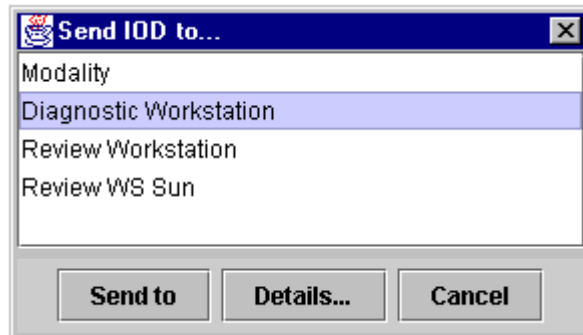 Send IOD to...
Modality
Diagnostic Workstation
Review Workstation
Review WS Sun
Send to Details... Cancel